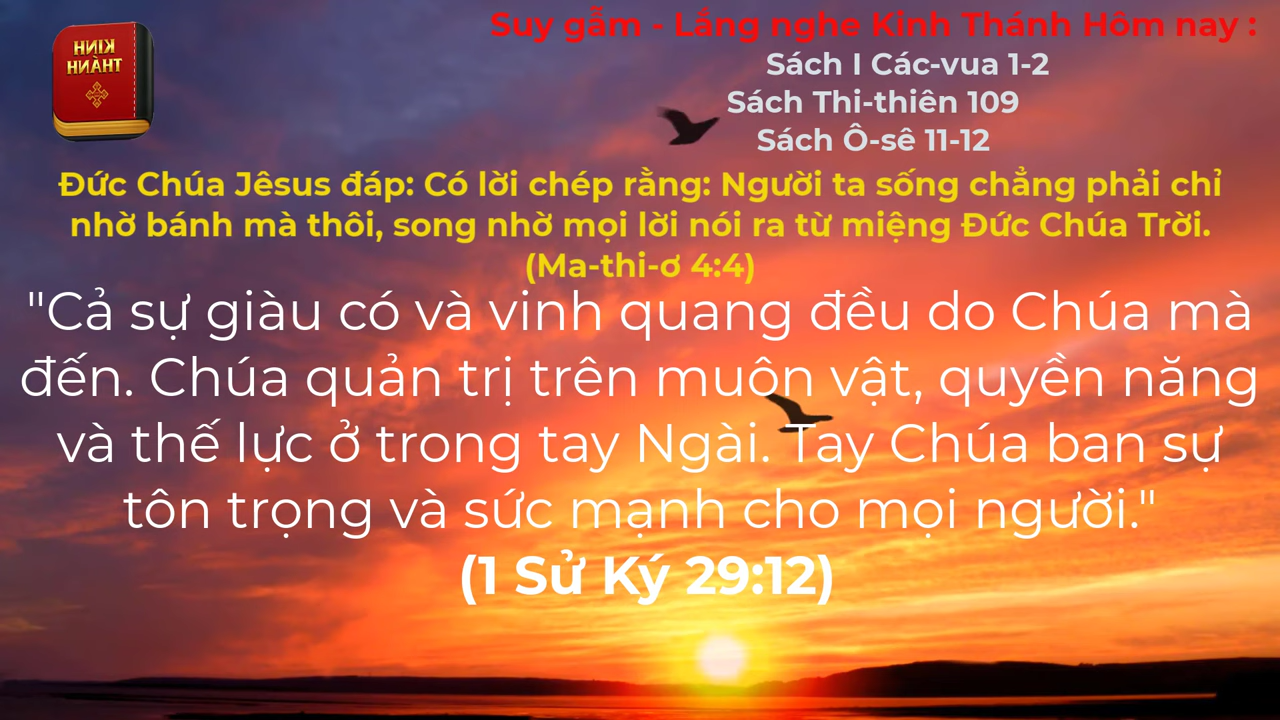 Suy gẫm - Lắng nghe Kinh Thánh Hôm nay :
KINH
THÀNH
Sách I Các-vua 1-2
Sách Thi-thiên 109
Sách Ô-sê 11-12
Đức Chúa Jêsus đáp: Có lời chép rằng: Người ta sống chẳng phải chỉ
nhờ bánh mà thôi, song nhờ mọi lời nói ra từ miệng Đức Chúa Trời.
(Ma-thi-ơ 4:4)
"Cả sự giàu có và vinh quang đều do Chúa mà
đến. Chúa quản trị trên muôn vật, quyền năng
và thế lực ở trong tay Ngài. Tay Chúa ban sự
tôn trọng và sức mạnh cho mọi người."
(1 Sử Ký 29:12)